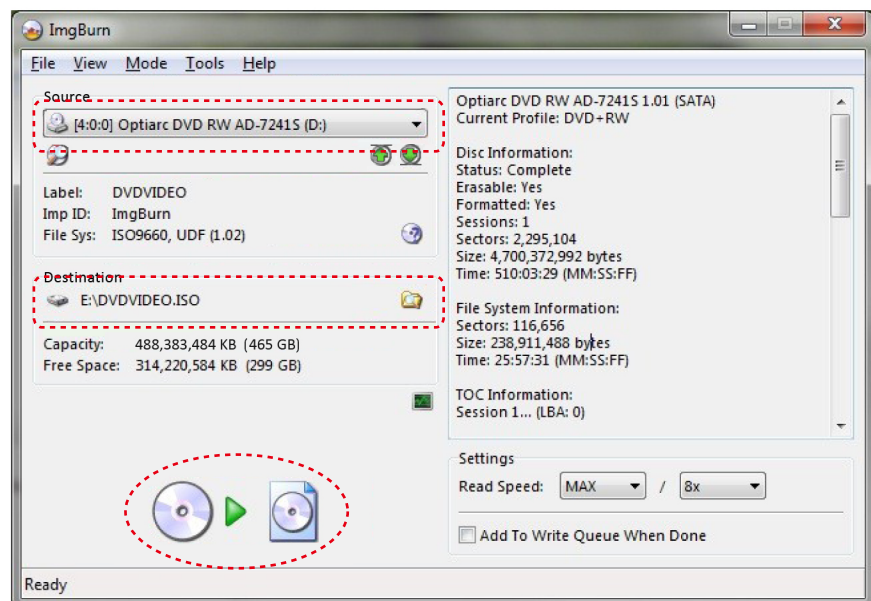 ImgBurn
File View Mode Tools Help
Source
[4:0:0] Optiarc DVD RW AD-7241S (D:)
Label: DVDVIDEO
Imp ID: ImgBurn
File Sys: ISO9660, UDF (1.02)
Destination
E:\DVDVIDEO.ISO
Capacity: 488,383,484 KB (465 GB)
Free Space: 314,220,584 KB (299 GB)
Optiarc DVD RW AD-7241S 1.01 (SATA)
Current Profile: DVD+RW
Disc Information:
Status: Complete
Erasable: Yes
Formatted: Yes
Sessions: 1
Sectors: 2,295,104
Size: 4,700,372,992 bytes
Time: 510:03:29 (MM:SS:FF)
File System Information:
Sectors: 116,656
Size: 238,911,488 bytes
Time: 25:57:31 (MM:SS:FF)
TOC Information:
Session 1... (LBA: 0)
Settings
Read Speed: MAX / 8x
Add To Write Queue When Done
Ready